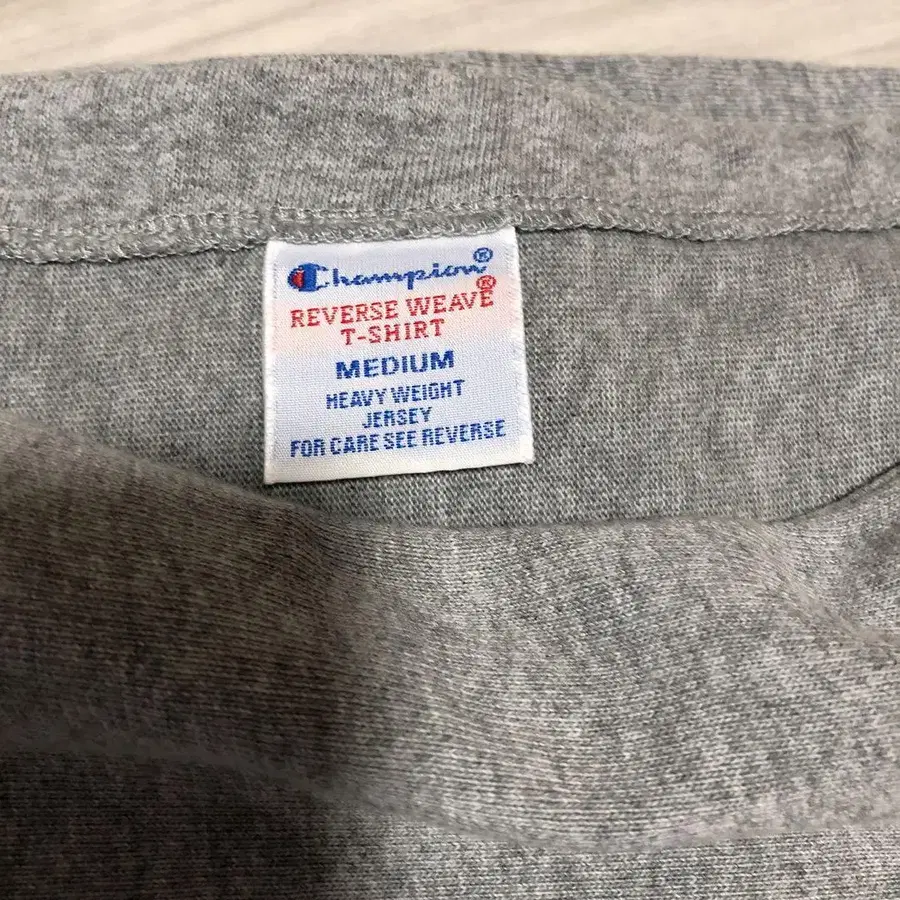 Champion®
REVERSE WEAVE®
T-SHIRT
MEDIUM
HEAVY WEIGHT
JERSEY
FOR CARE SEE REVERSE